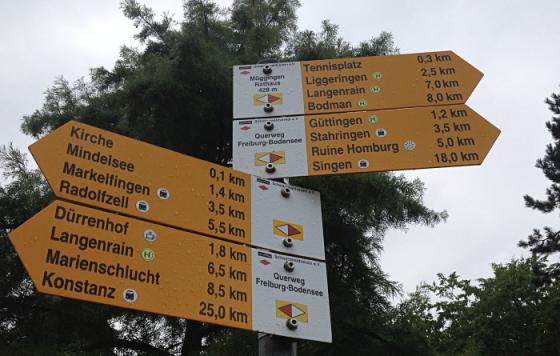 Möggingen
Rathaus
428 m
Tennisplatz 0,3 km
Liggeringen H 2,5 km
Langenrain H 7,0 km
Bodman H 8,0 km
Querweg
Freiburg-Bodensee
Güttingen H 1,2 km
Stahringen 3,5 km
Ruine Homburg 5,0 km
Singen 18,0 km
Kirche 0,1 km
Mindelsee 1,4 km
Markelfingen 3,5 km
Radolfzell 5,5 km
Dürrenhof 1,8 km
Langenrain H 6,5 km
Marienschlucht 8,5 km
Konstanz 25,0 km
Querweg
Freiburg-Bodensee